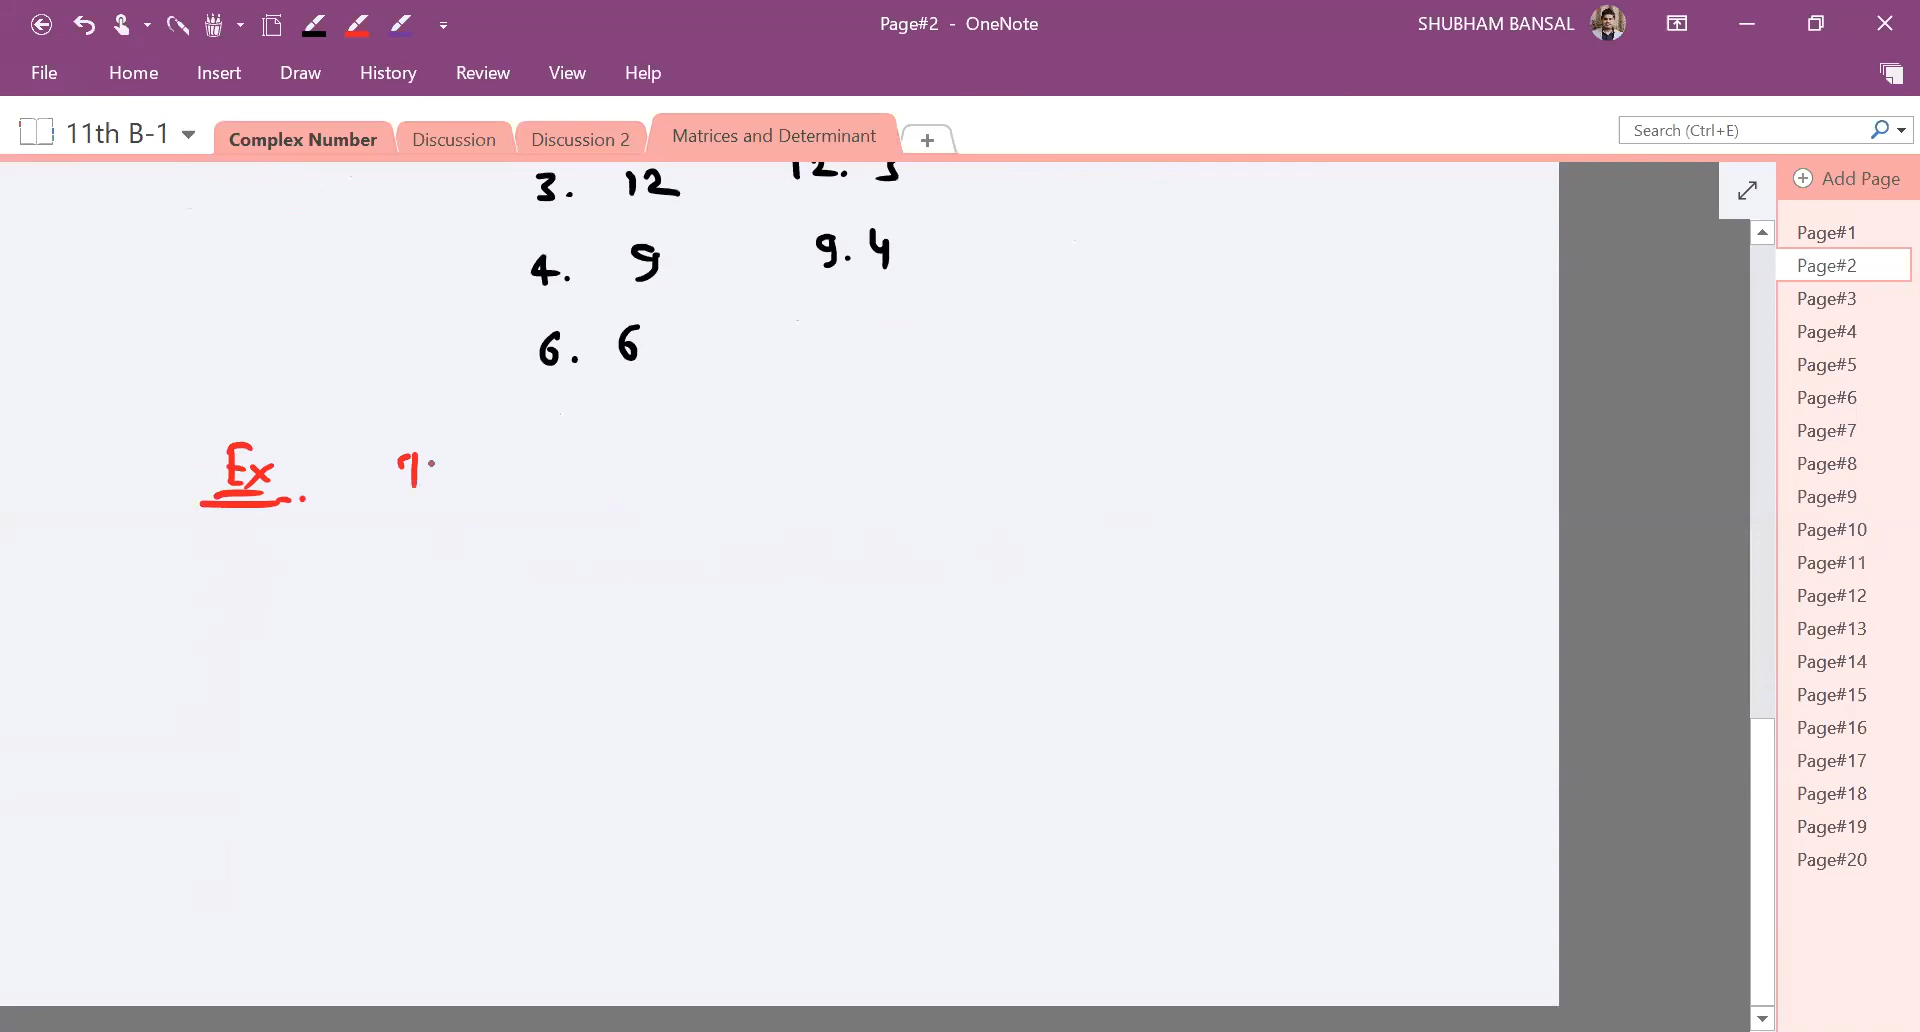 Page#2 - OneNote
SHUBHAM BANSAL
File Home Insert Draw History Review View Help
11th B-1
Complex Number
Discussion
Discussion 2
Matrices and Determinant
Search (Ctrl+E)
Add Page
Page#1
Page#2
Page#3
Page#4
Page#5
Page#6
Page#7
Page#8
Page#9
Page#10
Page#11
Page#12
Page#13
Page#14
Page#15
Page#16
Page#17
Page#18
Page#19
Page#20
3. 12 12. 3
4. 9 9. 4
6. 6
Ex. 7